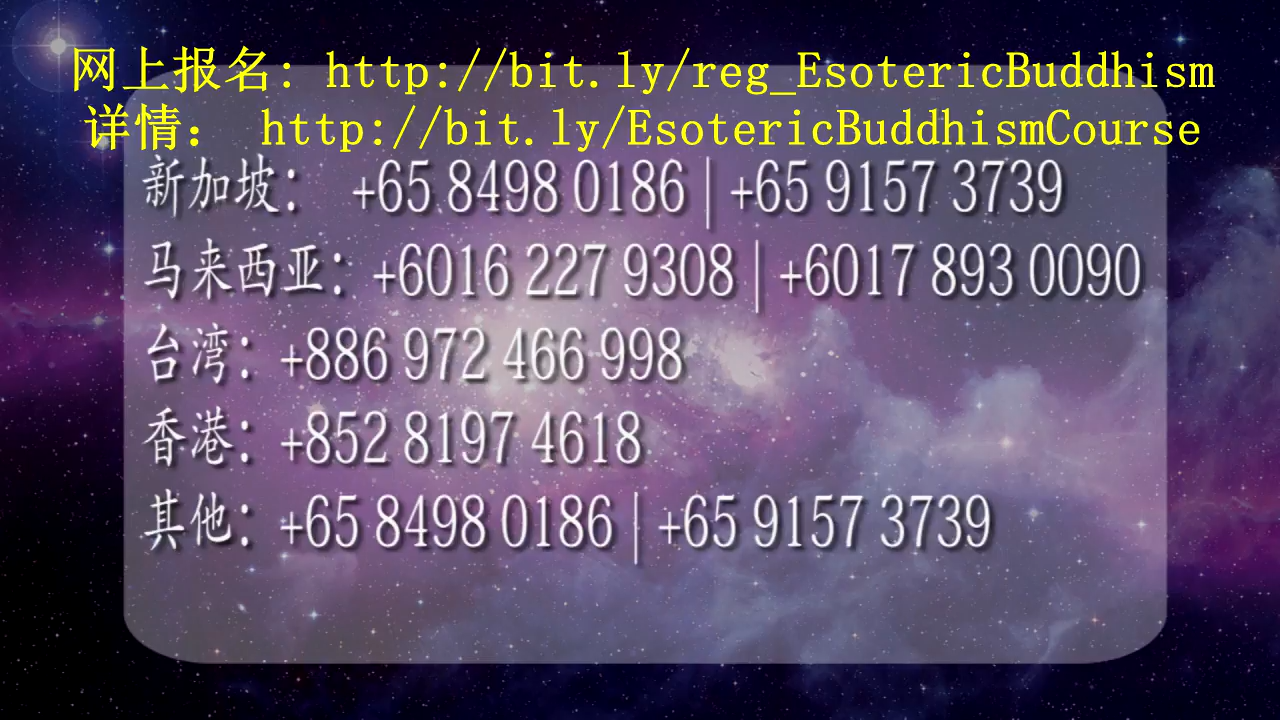 网上报名: http://bit.ly/reg_EsotericBuddhism
详情: http://bit.ly/EsotericBuddhismCourse
新加坡: +65 8498 0186 | +65 9157 3739
马来西亚: +6016 227 9308 | +6017 893 0090
台湾: +886 972 466 998
香港: +852 8197 4618
其他: +65 8498 0186 | +65 9157 3739